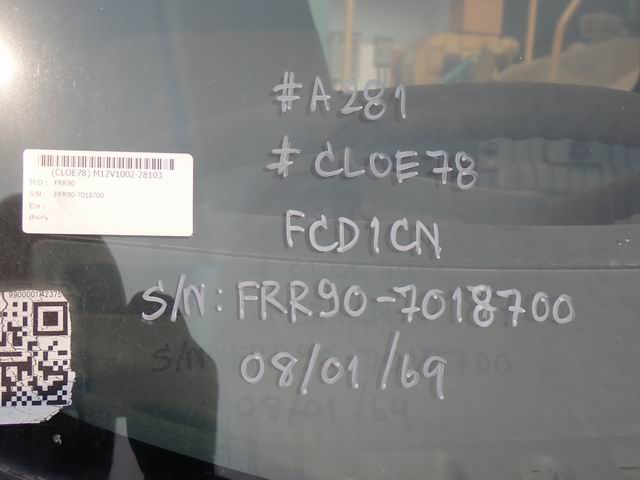 #A281
#CLOE78
FCD1CN
S/N: FRR90-7018700
08/01/69
(CLOE78) M12V1002-28103
M/D : FRR90
S/N : FRR90-7018700